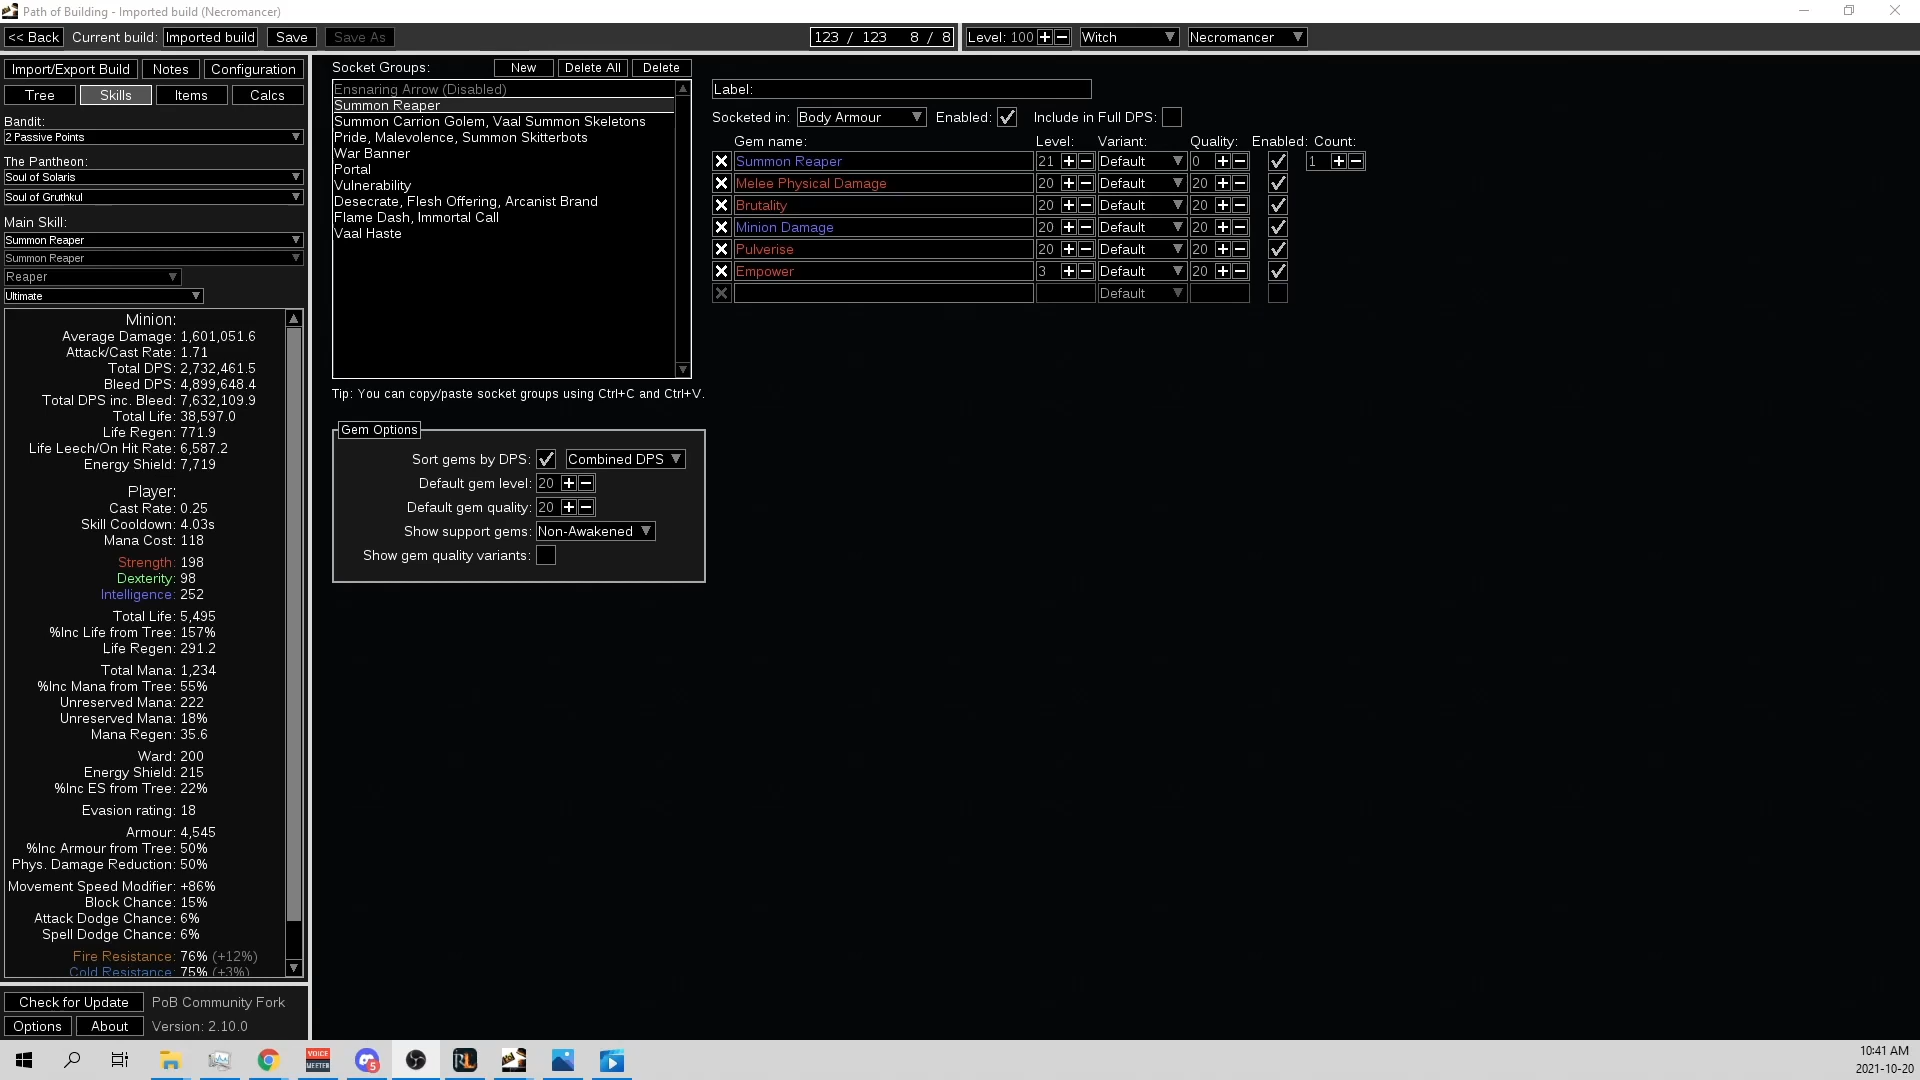 Path of Building - Imported build (Necromancer)
<< Back Current build: Imported build Save Save As 123 / 123 8 / 8 Level: 100 Witch Necromancer
Import/Export Build Notes Configuration
Tree Skills Items Calcs
Bandit:
2 Passive Points
The Pantheon:
Soul of Solaris
Soul of Gruthkul
Main Skill:
Summon Reaper
Summon Reaper
Reaper
Ultimate
Minion:
Average Damage: 1,601,051.6
Attack/Cast Rate: 1.71
Total DPS: 2,732,461.5
Bleed DPS: 4,899,648.4
Total DPS inc. Bleed: 7,632,109.9
Total Life: 38,597.0
Life Regen: 771.9
Life Leech/On Hit Rate: 6,587.2
Energy Shield: 7,719
Player:
Cast Rate: 0.25
Skill Cooldown: 4.03s
Mana Cost: 118
Strength: 198
Dexterity: 98
Intelligence: 252
Total Life: 5,495
%Inc Life from Tree: 157%
Life Regen: 291.2
Total Mana: 1,234
%Inc Mana from Tree: 55%
Unreserved Mana: 222
Unreserved Mana: 18%
Mana Regen: 35.6
Ward: 200
Energy Shield: 215
%Inc ES from Tree: 22%
Evasion rating: 18
Armour: 4,545
%Inc Armour from Tree: 50%
Phys. Damage Reduction: 50%
Movement Speed Modifier: +86%
Block Chance: 15%
Attack Dodge Chance: 6%
Spell Dodge Chance: 6%
Fire Resistance: 76% (+12%)
Cold Resistance: 75% (+3%)
Check for Update PoB Community Fork
Options About Version: 2.10.0
Socket Groups: New Delete All Delete
Ensnaring Arrow (Disabled)
Summon Reaper
Summon Carrion Golem, Vaal Summon Skeletons
Pride, Malevolence, Summon Skitterbots
War Banner
Portal
Vulnerability
Desecrate, Flesh Offering, Arcanist Brand
Flame Dash, Immortal Call
Vaal Haste
Tip: You can copy/paste socket groups using Ctrl+C and Ctrl+V.
Gem Options
Sort gems by DPS: Combined DPS
Default gem level: 20
Default gem quality: 20
Show support gems: Non-Awakened
Show gem quality variants:
Label:
Socketed in: Body Armour Enabled: Include in Full DPS:
Gem name: Level: Variant: Quality: Enabled: Count:
Summon Reaper 21 Default 0 1
Melee Physical Damage 20 Default 20
Brutality 20 Default 20
Minion Damage 20 Default 20
Pulverise 20 Default 20
Empower 3 Default 20
Default
VOICE
MEETER
5
RL
10:41 AM
2021-10-20